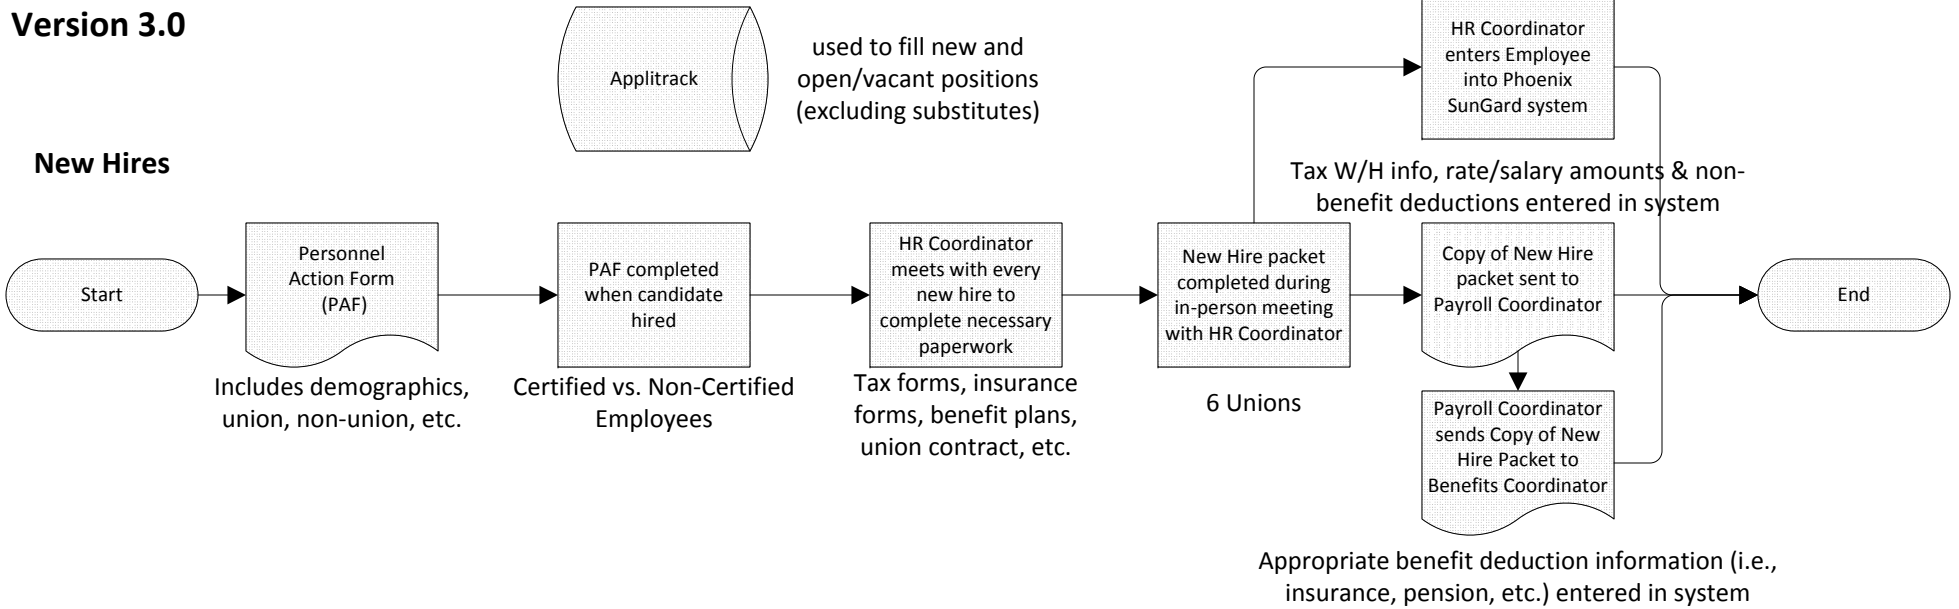 Version 3.0
Applitrack
used to fill new and
open/vacant positions
(excluding substitutes)
HR Coordinator
enters Employee
into Phoenix
SunGard system
New Hires
Tax W/H info, rate/salary amounts & non-
benefit deductions entered in system
Start
Personnel
Action Form
(PAF)
Includes demographics,
union, non-union, etc.
PAF completed
when candidate
hired
Certified vs. Non-Certified
Employees
HR Coordinator
meets with every
new hire to
complete necessary
paperwork
Tax forms, insurance
forms, benefit plans,
union contract, etc.
New Hire packet
completed during
in-person meeting
with HR Coordinator
6 Unions
Copy of New Hire
packet sent to
Payroll Coordinator
End
Payroll Coordinator
sends Copy of New
Hire Packet to
Benefits Coordinator
Appropriate benefit deduction information (i.e.,
insurance, pension, etc.) entered in system